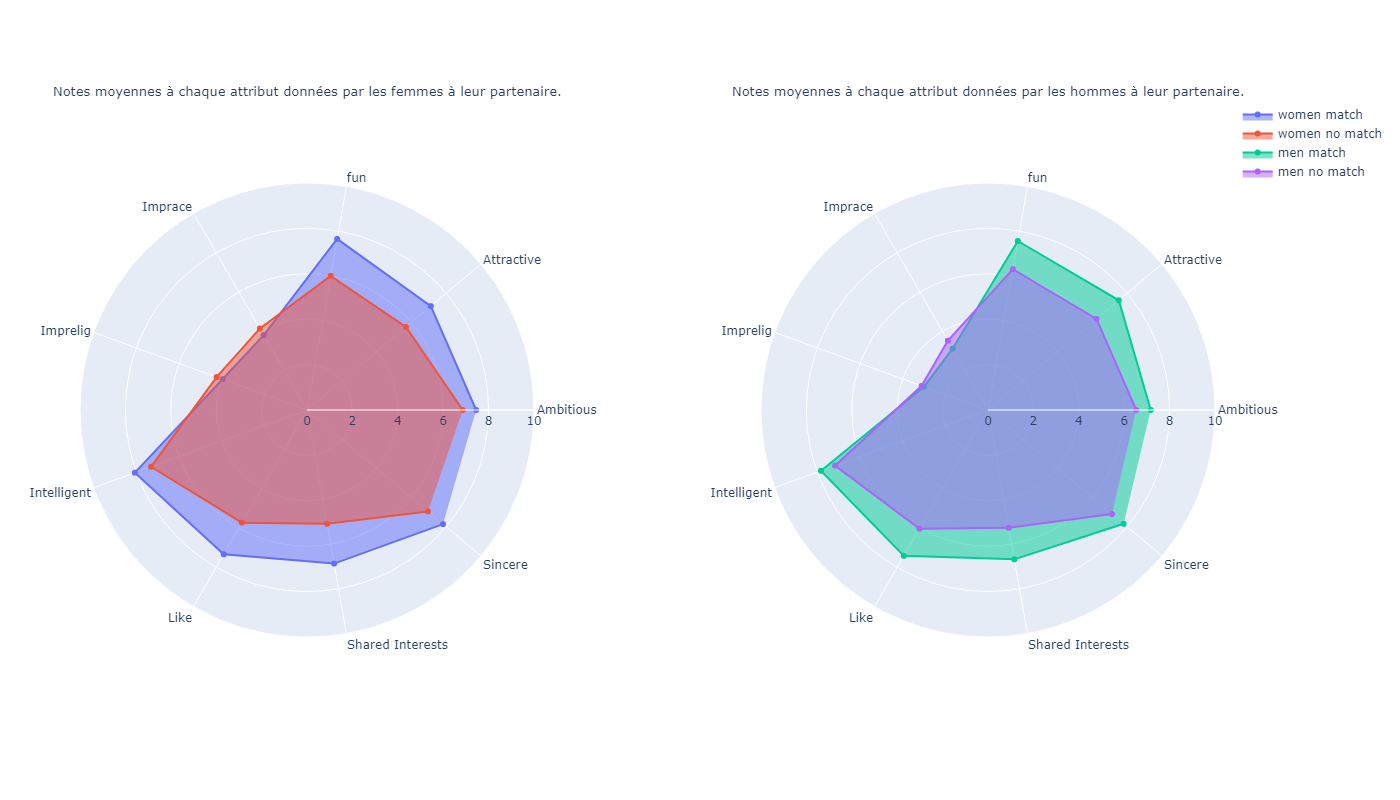 Notes moyennes à chaque attribut données par les femmes à leur partenaire.
fun
Imprace
Attractive
Imprelig
0 2 4 6 8 10
Ambitious
Intelligent
Sincere
Like
Shared Interests
Notes moyennes à chaque attribut données par les hommes à leur partenaire.
women match
women no match
men match
men no match
fun
Imprace
Attractive
Imprelig
0 2 4 6 8 10
Ambitious
Intelligent
Sincere
Like
Shared Interests